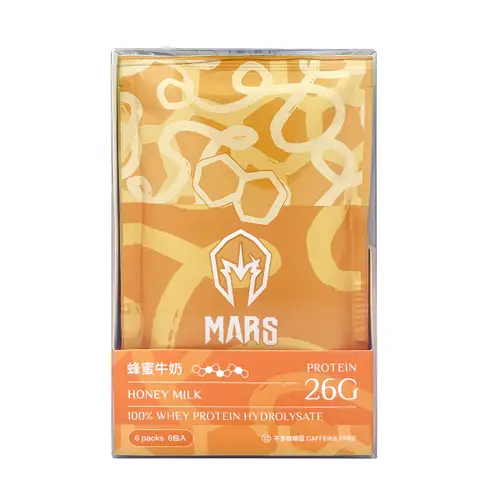 MARS
蜂蜜牛奶
HONEY MILK
100% WHEY PROTEIN HYDROLYSATE
PROTEIN
26G
6 packs 6包入
不含咖啡因 CAFFEINE FREE